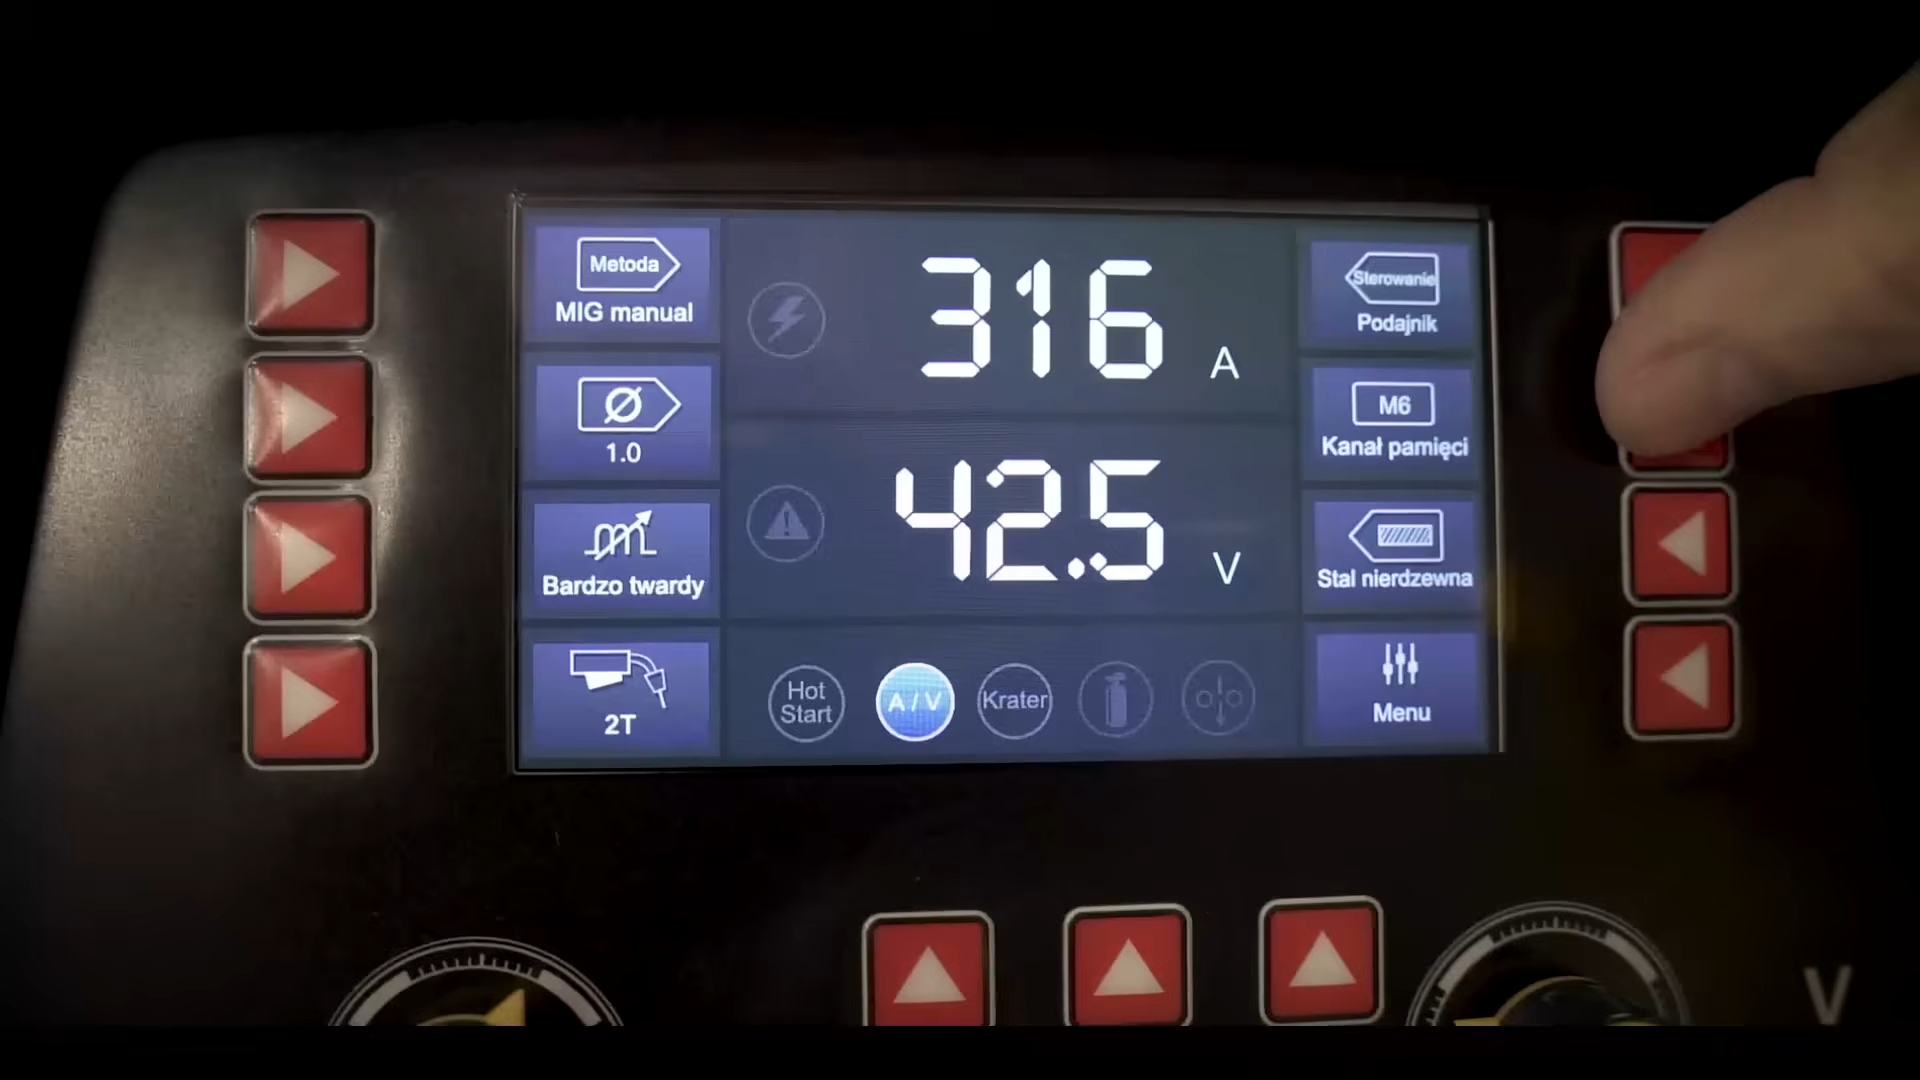 Metoda
MIG manual
316 A
Sterowanie
Podajnik
Ø
1.0
M6
Kanał pamięci
42.5 V
Bardzo twardy
Stal nierdzewna
2T
Hot
Start
A/V
Krater
Menu
V